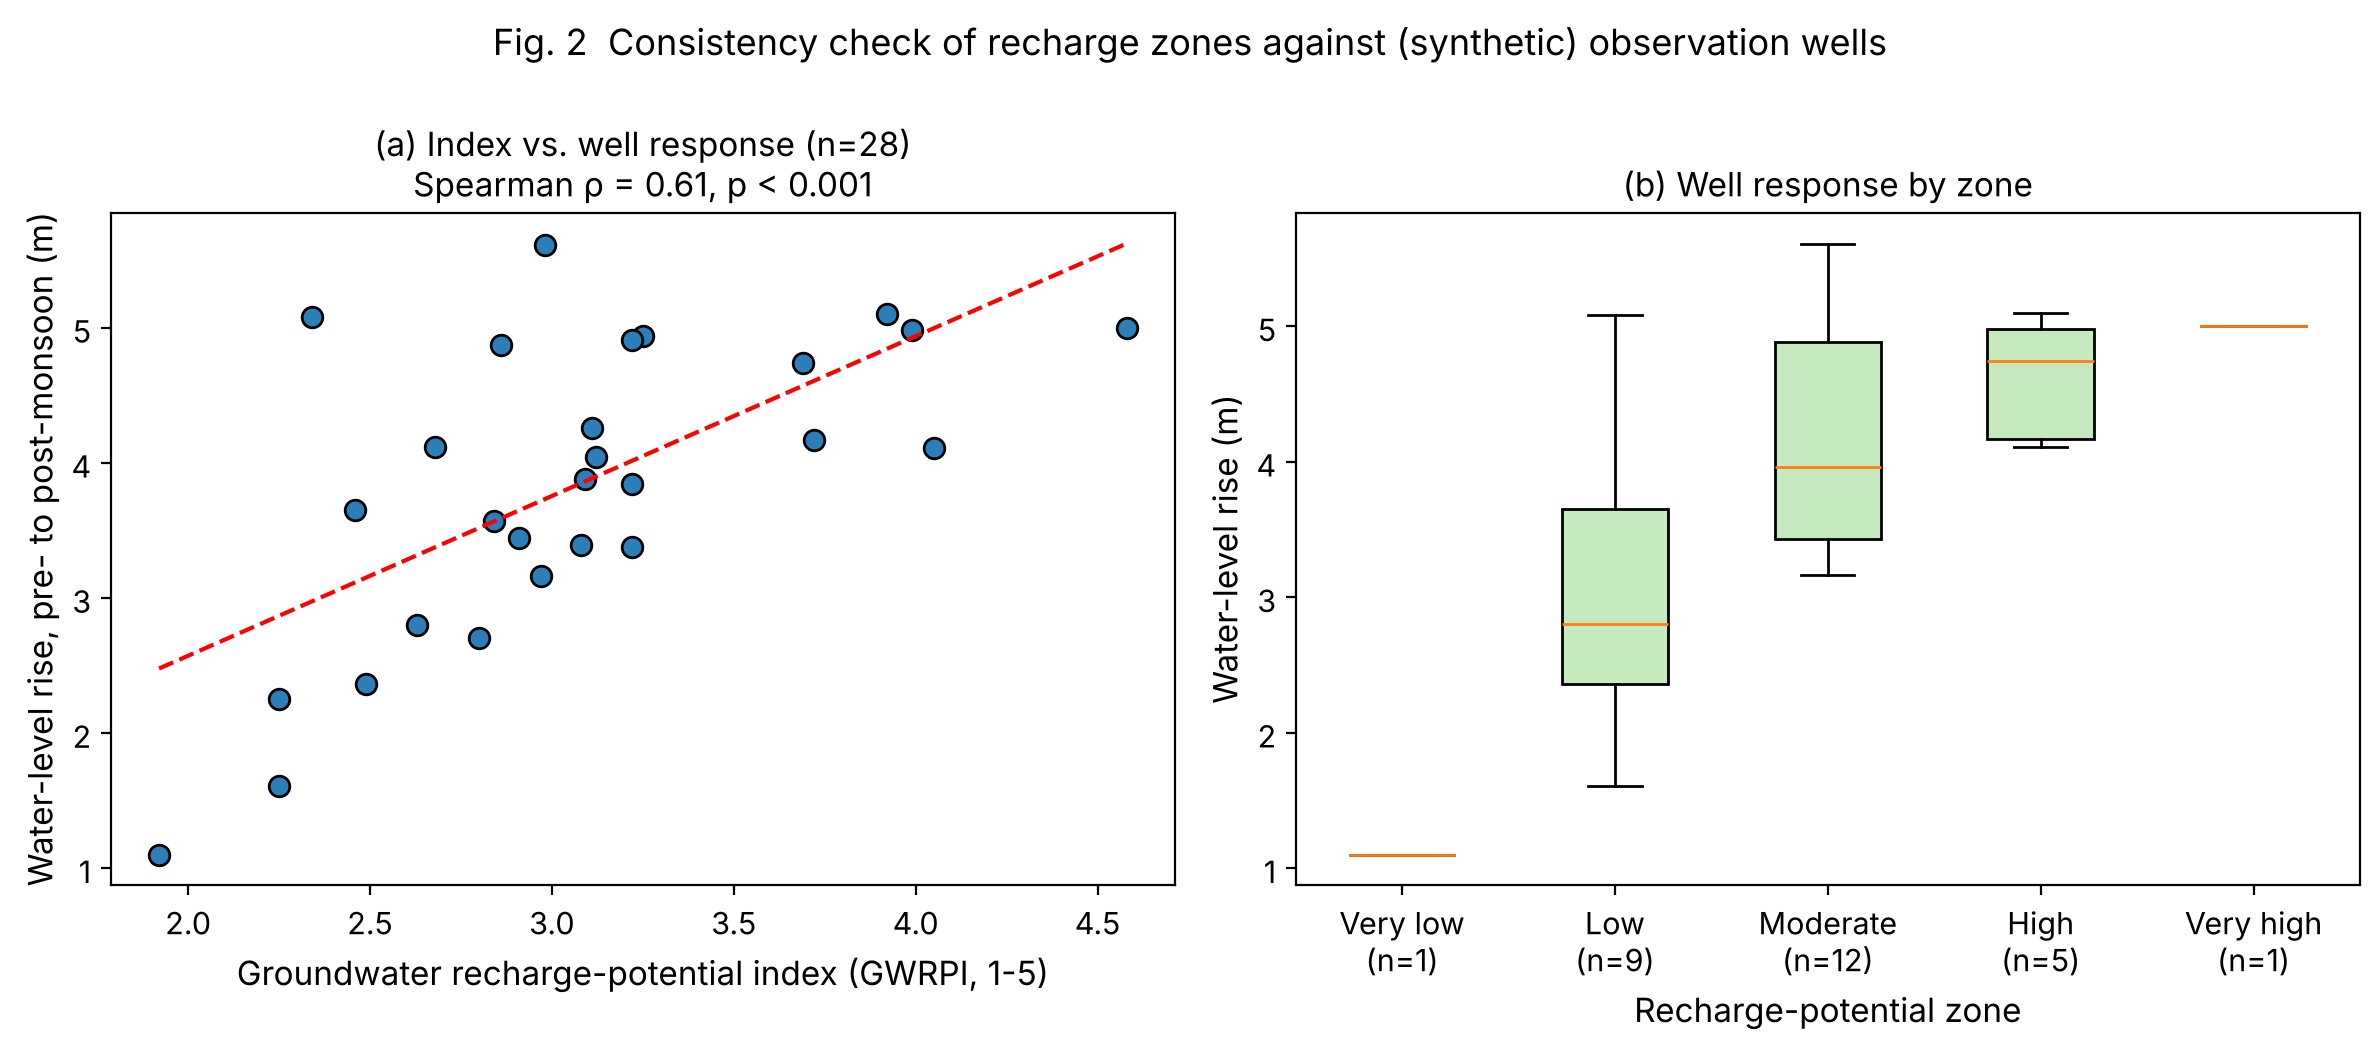 Fig. 2  Consistency check of recharge zones against (synthetic) observation wells
(a) Index vs. well response (n=28)
Spearman ρ = 0.61, p < 0.001
Water-level rise, pre- to post-monsoon (m)
5
4
3
2
1
2.0 2.5 3.0 3.5 4.0 4.5
Groundwater recharge-potential index (GWRPI, 1-5)
(b) Well response by zone
Water-level rise (m)
5
4
3
2
1
Very low Low Moderate High Very high
(n=1) (n=9) (n=12) (n=5) (n=1)
Recharge-potential zone